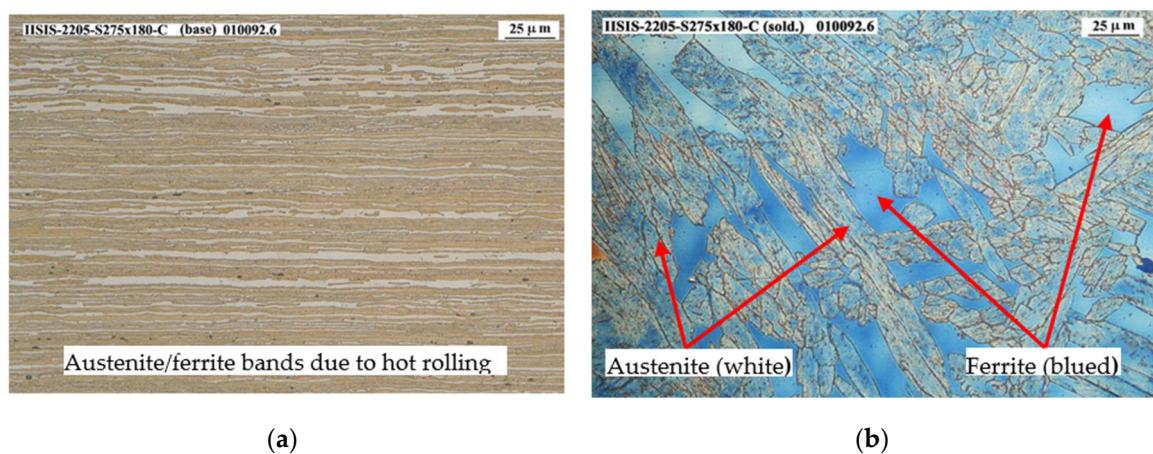 IISIS-2205-S275x180-C (base) 010092.6
25 μm
Austenite/ferrite bands due to hot rolling
IISIS-2205-S275x180-C (sold.) 010092.6
25 μm
Austenite (white)
Ferrite (blued)
(a)
(b)